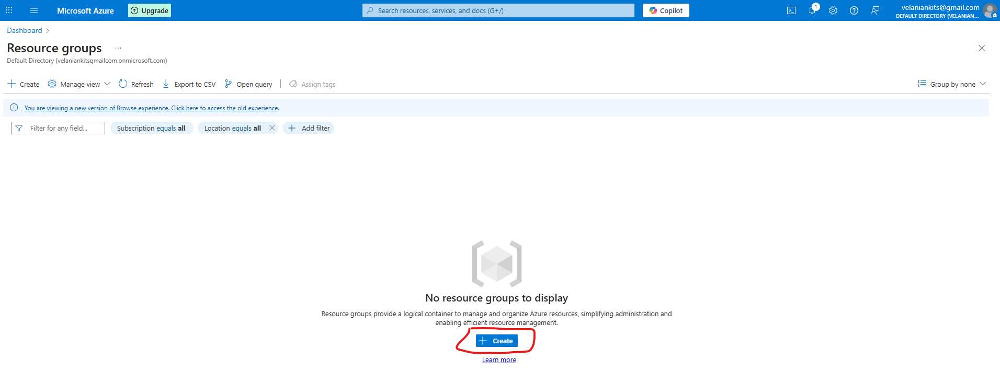 Microsoft Azure Upgrade Search resources, services, and docs (G+/) Copilot 1 velaniankits@gmail.com
DEFAULT DIRECTORY (VELANIAN...
Dashboard
Resource groups ...
Default Directory (velaniankitsgmailcom.onmicrosoft.com)
Create Manage view Refresh Export to CSV Open query Assign tags Group by none
You are viewing a new version of Browse experience. Click here to access the old experience.
Filter for any field... Subscription equals all Location equals all Add filter
No resource groups to display
Resource groups provide a logical container to manage and organize Azure resources, simplifying administration and
enabling efficient resource management.
Create
Learn more